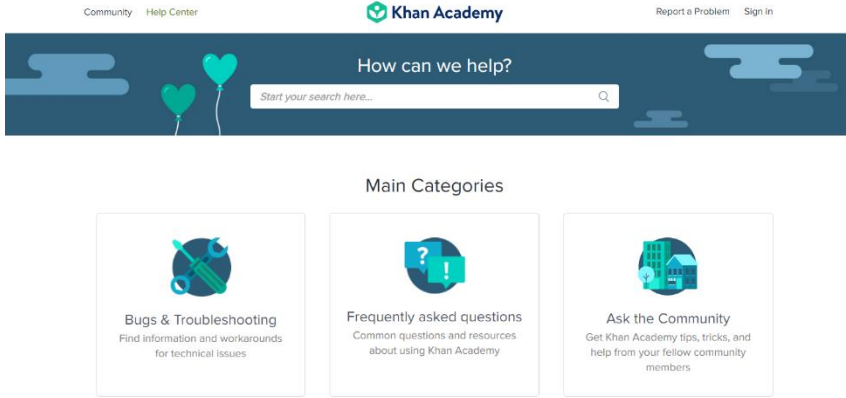 Community Help Center Khan Academy Report a Problem Sign in
How can we help?
Start your search here...
Main Categories
? !
Bugs & Troubleshooting
Find information and workarounds
for technical issues
Frequently asked questions
Common questions and resources
about using Khan Academy
Ask the Community
Get Khan Academy tips, tricks, and
help from your fellow community
members